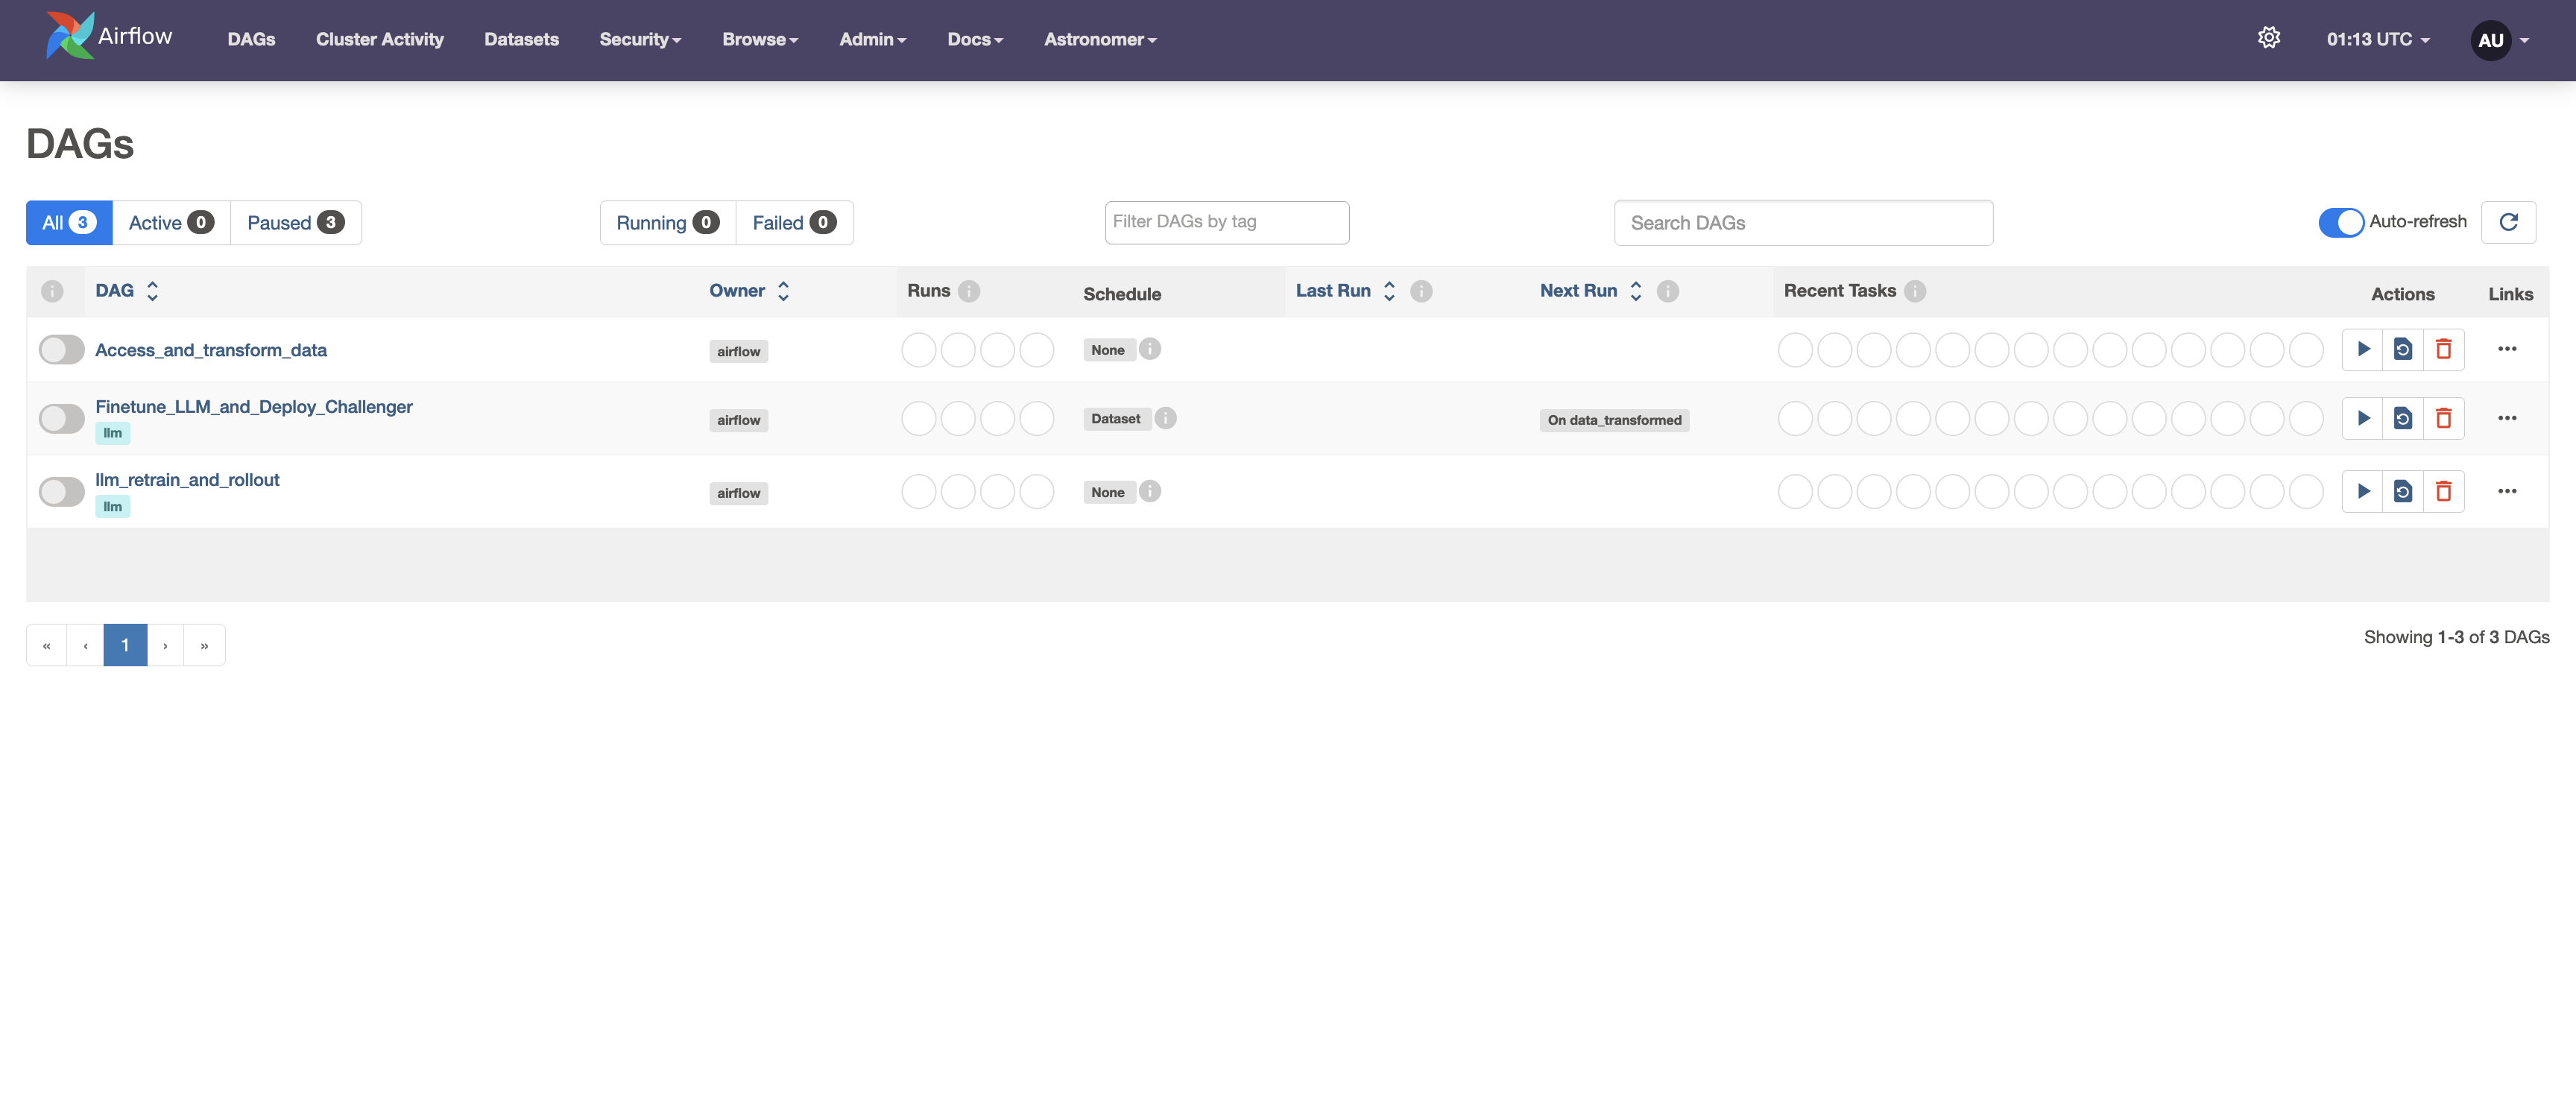 Airflow DAGs Cluster Activity Datasets Security Browse Admin Docs Astronomer 01:13 UTC AU
DAGs
All 3 Active 0 Paused 3 Running 0 Failed 0 Filter DAGs by tag Search DAGs Auto-refresh
DAG Owner Runs Schedule Last Run Next Run Recent Tasks Actions Links
Access_and_transform_data airflow None
Finetune_LLM_and_Deploy_Challenger
llm
airflow Dataset On data_transformed
llm_retrain_and_rollout
llm
airflow None
« ‹ 1 › »
Showing 1-3 of 3 DAGs